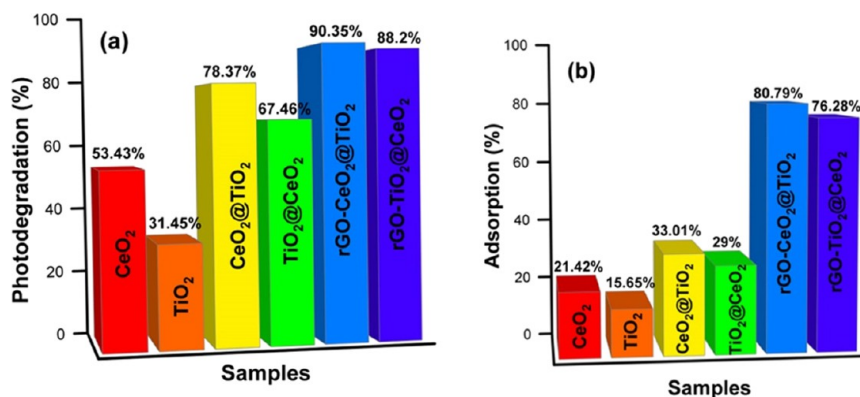 (a)
Photodegradation (%)
100
80
60
40
20
0
53.43%
31.45%
78.37%
67.46%
90.35%
88.2%
CeO2
TiO2
CeO2@TiO2
TiO2@CeO2
rGO-CeO2@TiO2
rGO-TiO2@CeO2
Samples
(b)
Adsorption (%)
100
80
60
40
20
0
21.42%
15.65%
33.01%
29%
80.79%
76.28%
CeO2
TiO2
CeO2@TiO2
TiO2@CeO2
rGO-CeO2@TiO2
rGO-TiO2@CeO2
Samples